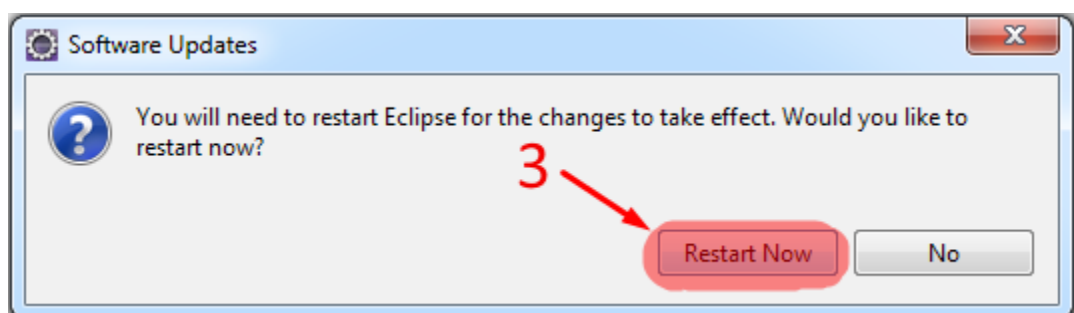 Software Updates
You will need to restart Eclipse for the changes to take effect. Would you like to
restart now?
3
Restart Now
No